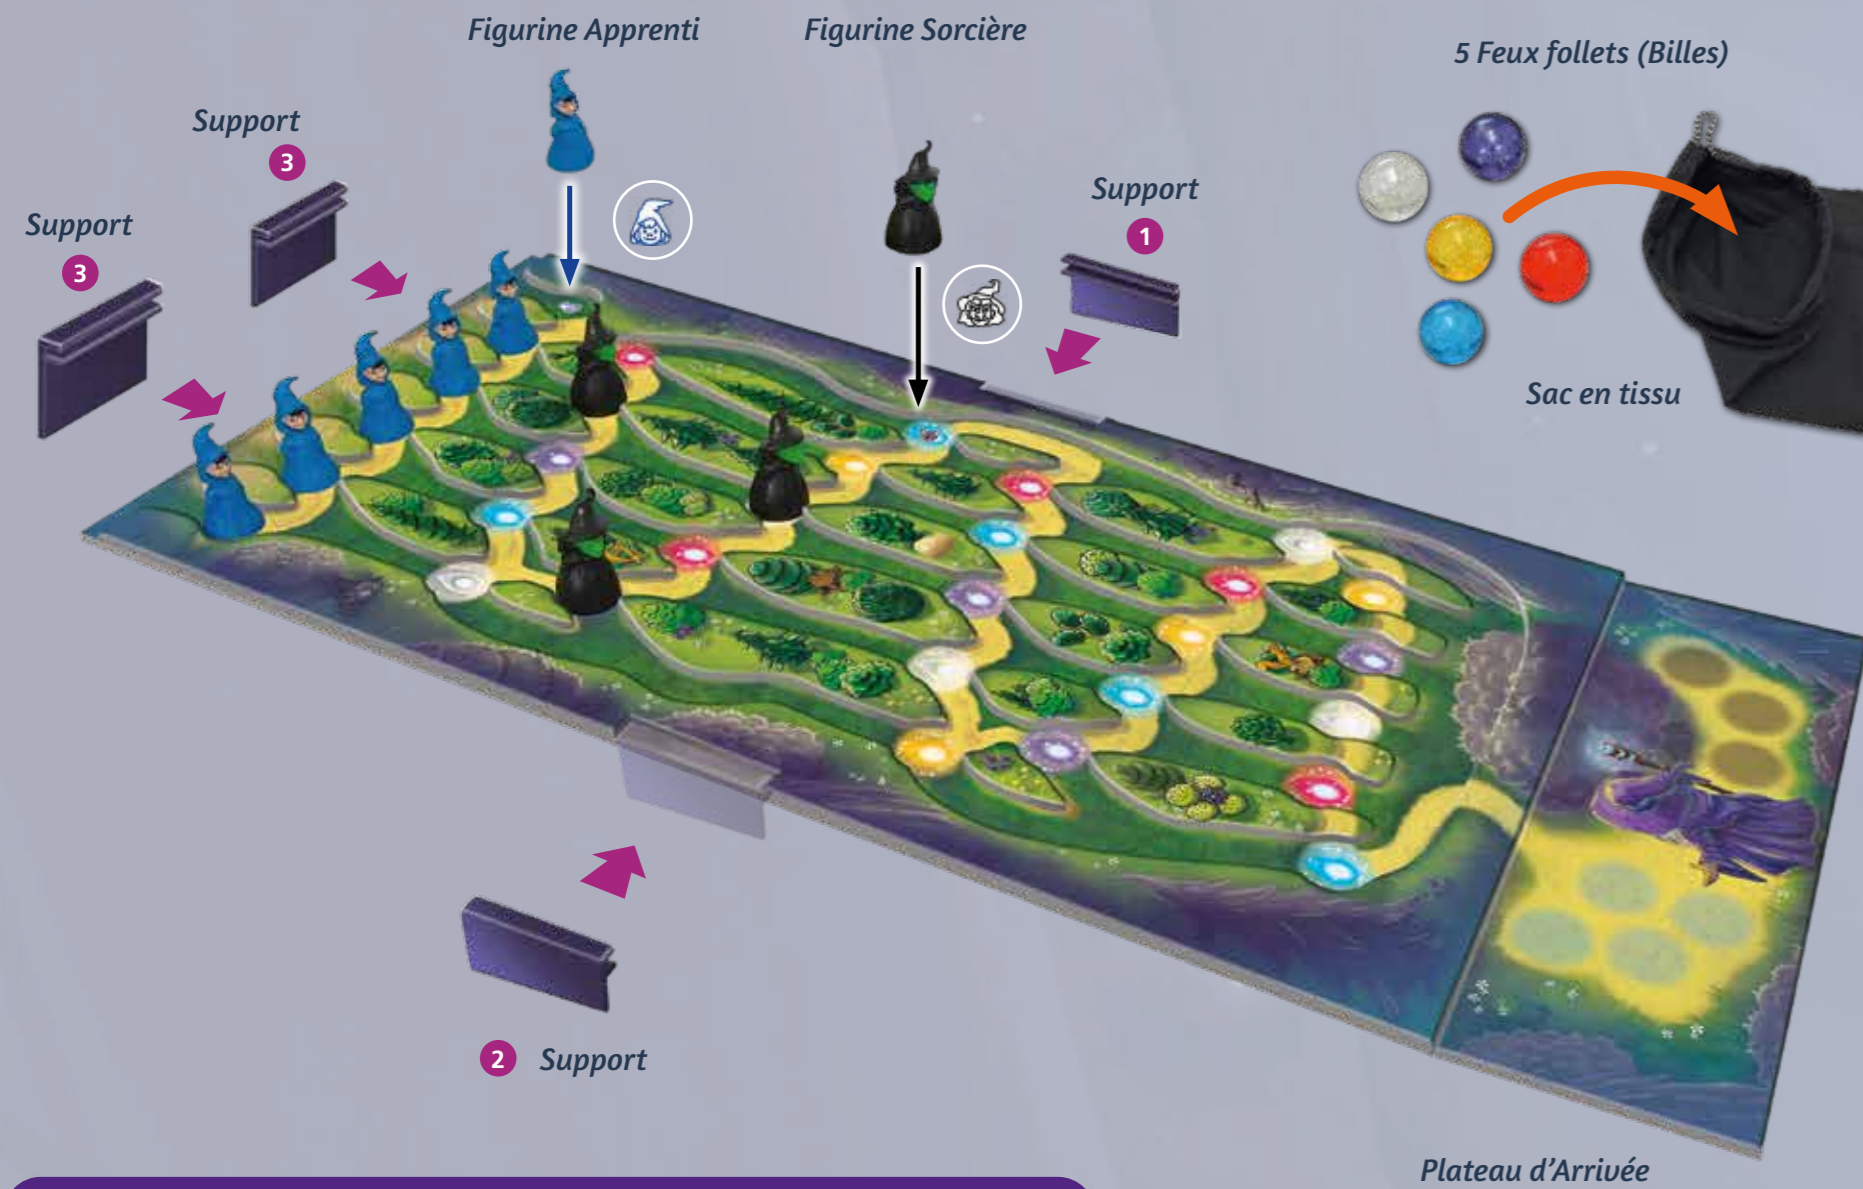 Figurine Apprenti
Figurine Sorcière
5 Feux follets (Billes)
Support
3
Support
1
Support
3
Sac en tissu
2 Support
Plateau d'Arrivée